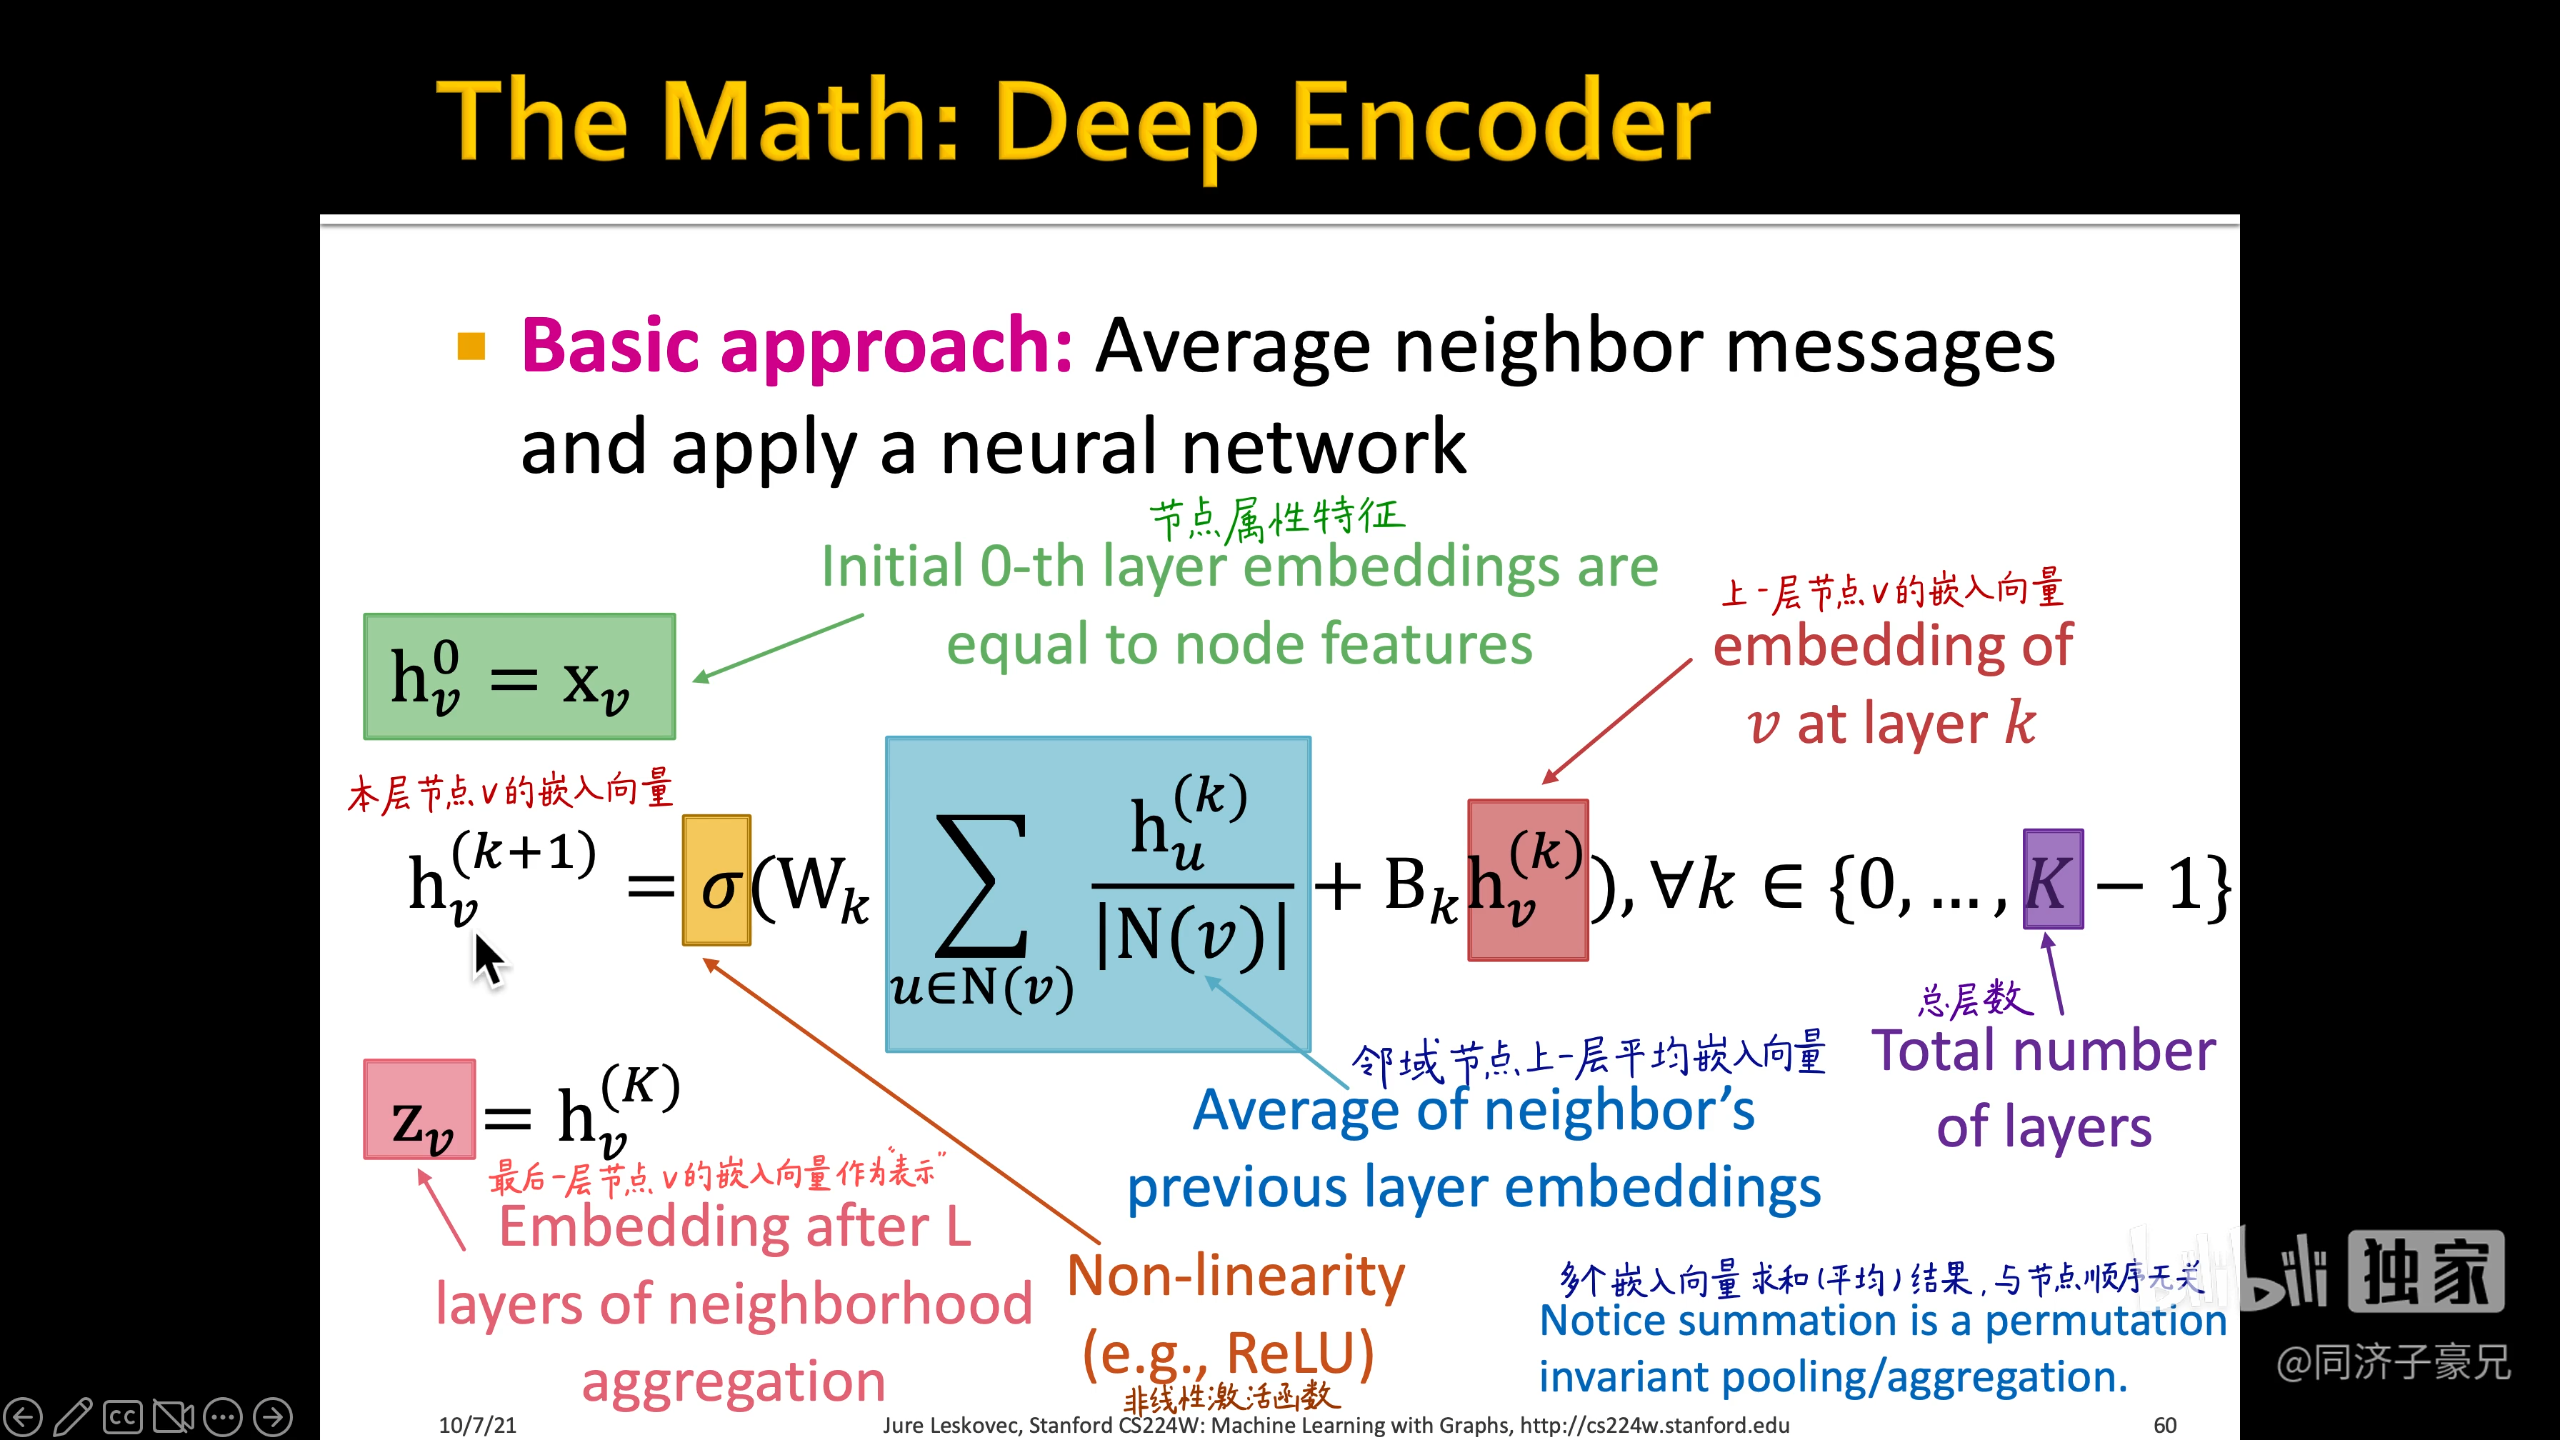 The Math: Deep Encoder
■ Basic approach: Average neighbor messages
and apply a neural network
节点属性特征
Initial 0-th layer embeddings are
equal to node features
上一层节点v的嵌入向量
embedding of
v at layer k
h_v^0 = x_v
本层节点v的嵌入向量
h_v^(k+1) = σ(W_k ∑_{u∈N(v)} h_u^(k) / |N(v)| + B_k h_v^(k)), ∀k ∈ {0, … , K − 1}
总层数
Total number
of layers
邻域节点上一层平均嵌入向量
Average of neighbor’s
previous layer embeddings
z_v = h_v^(K)
最后一层节点v的嵌入向量作为“表示”
Embedding after L
layers of neighborhood
aggregation
Non-linearity
(e.g., ReLU)
非线性激活函数
多个嵌入向量求和(平均)结果,与节点顺序无关
Notice summation is a permutation
invariant pooling/aggregation.
bilibili 独家
@同济子豪兄
CC
10/7/21
Jure Leskovec, Stanford CS224W: Machine Learning with Graphs, http://cs224w.stanford.edu
60